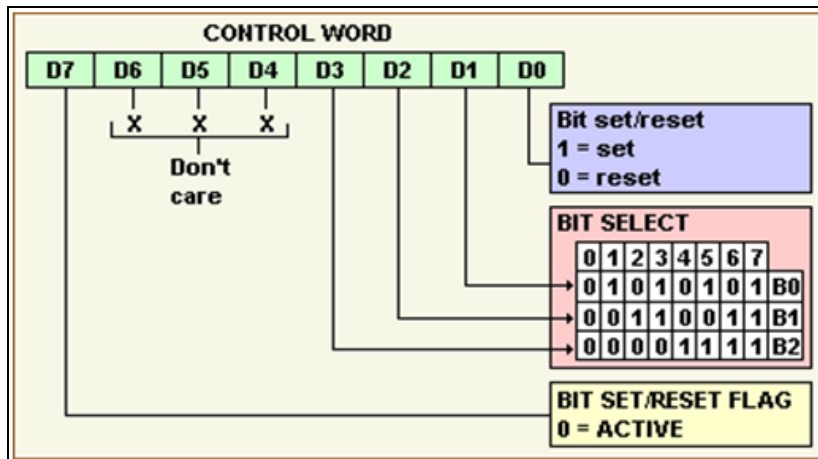 CONTROL WORD
D7 D6 D5 D4 D3 D2 D1 D0
X X X
Don't
care
Bit set/reset
1 = set
0 = reset
BIT SELECT
0 1 2 3 4 5 6 7
0 1 0 1 0 1 0 1 B0
0 0 1 1 0 0 1 1 B1
0 0 0 0 1 1 1 1 B2
BIT SET/RESET FLAG
0 = ACTIVE